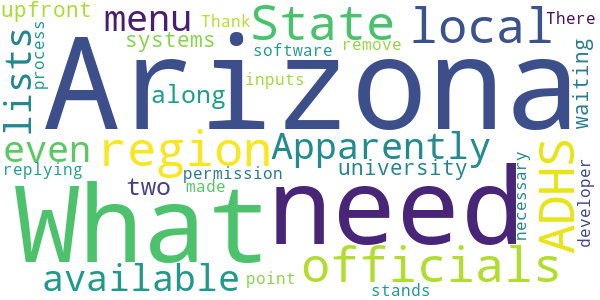 upfront menu Thank State local There
systems software remove
process lists Arizona waiting
along inputs
even region Apparently ADHS
replying two permission university
What made need necessary developer
available point officials
stands